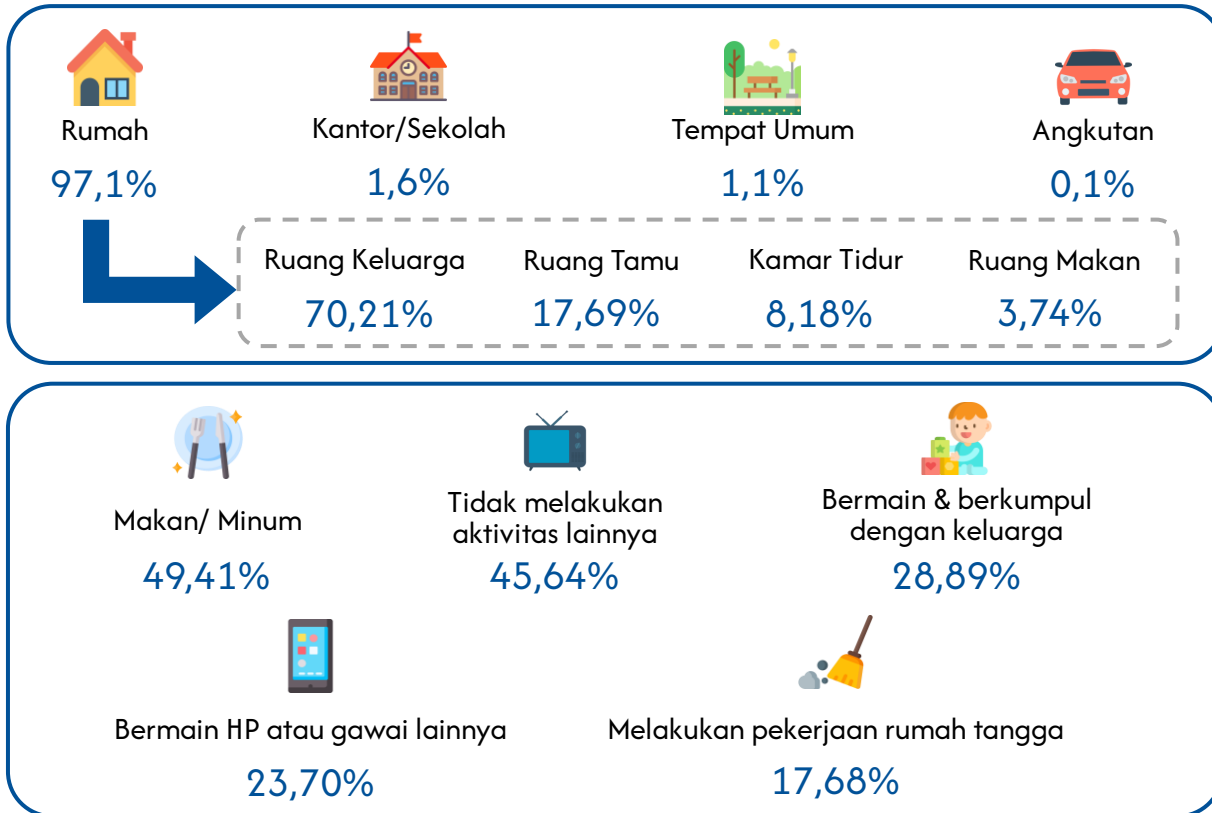 Rumah
Kantor/Sekolah
Tempat Umum
Angkutan
97,1%
1,6%
1,1%
0,1%
Ruang Keluarga
Ruang Tamu
Kamar Tidur
Ruang Makan
70,21%
17,69%
8,18%
3,74%
Makan/ Minum
49,41%
Tidak melakukan
aktivitas lainnya
45,64%
Bermain & berkumpul
dengan keluarga
28,89%
Bermain HP atau gawai lainnya
23,70%
Melakukan pekerjaan rumah tangga
17,68%